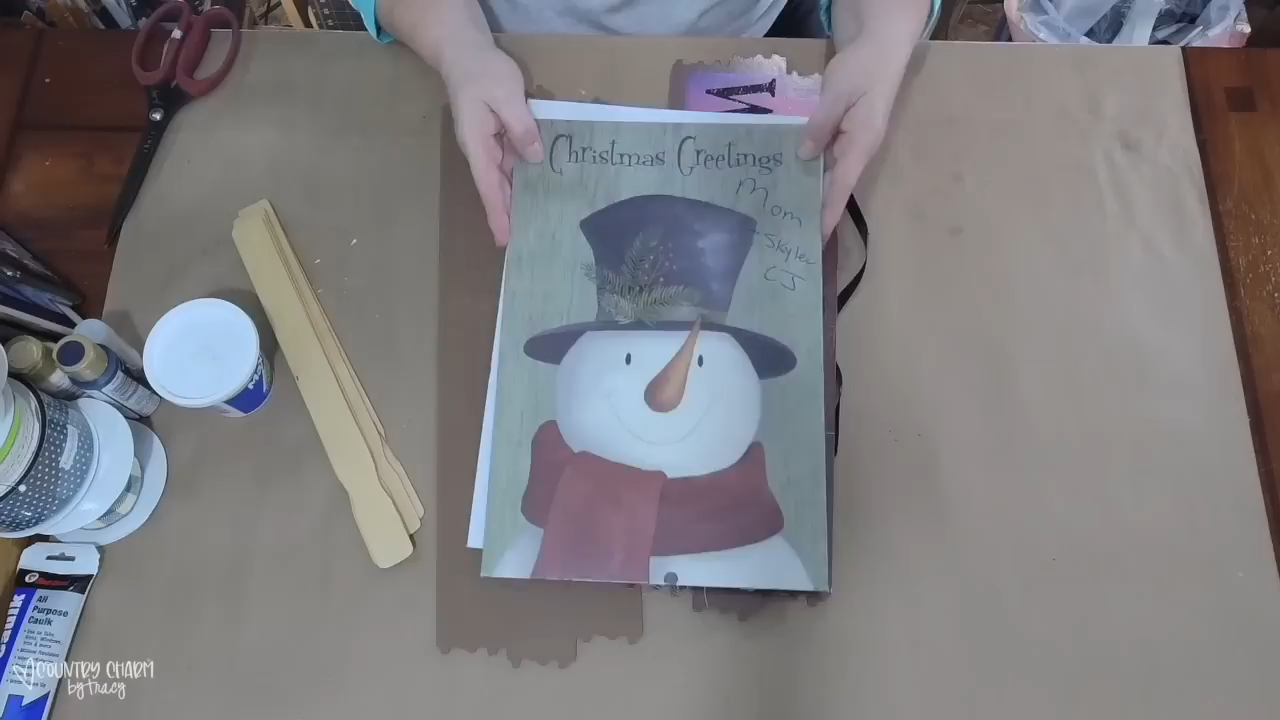 M
Christmas Greetings
Mom
Skyler
CJ
All
Purpose
Caulk
COUNTRY CHARM
by tracy